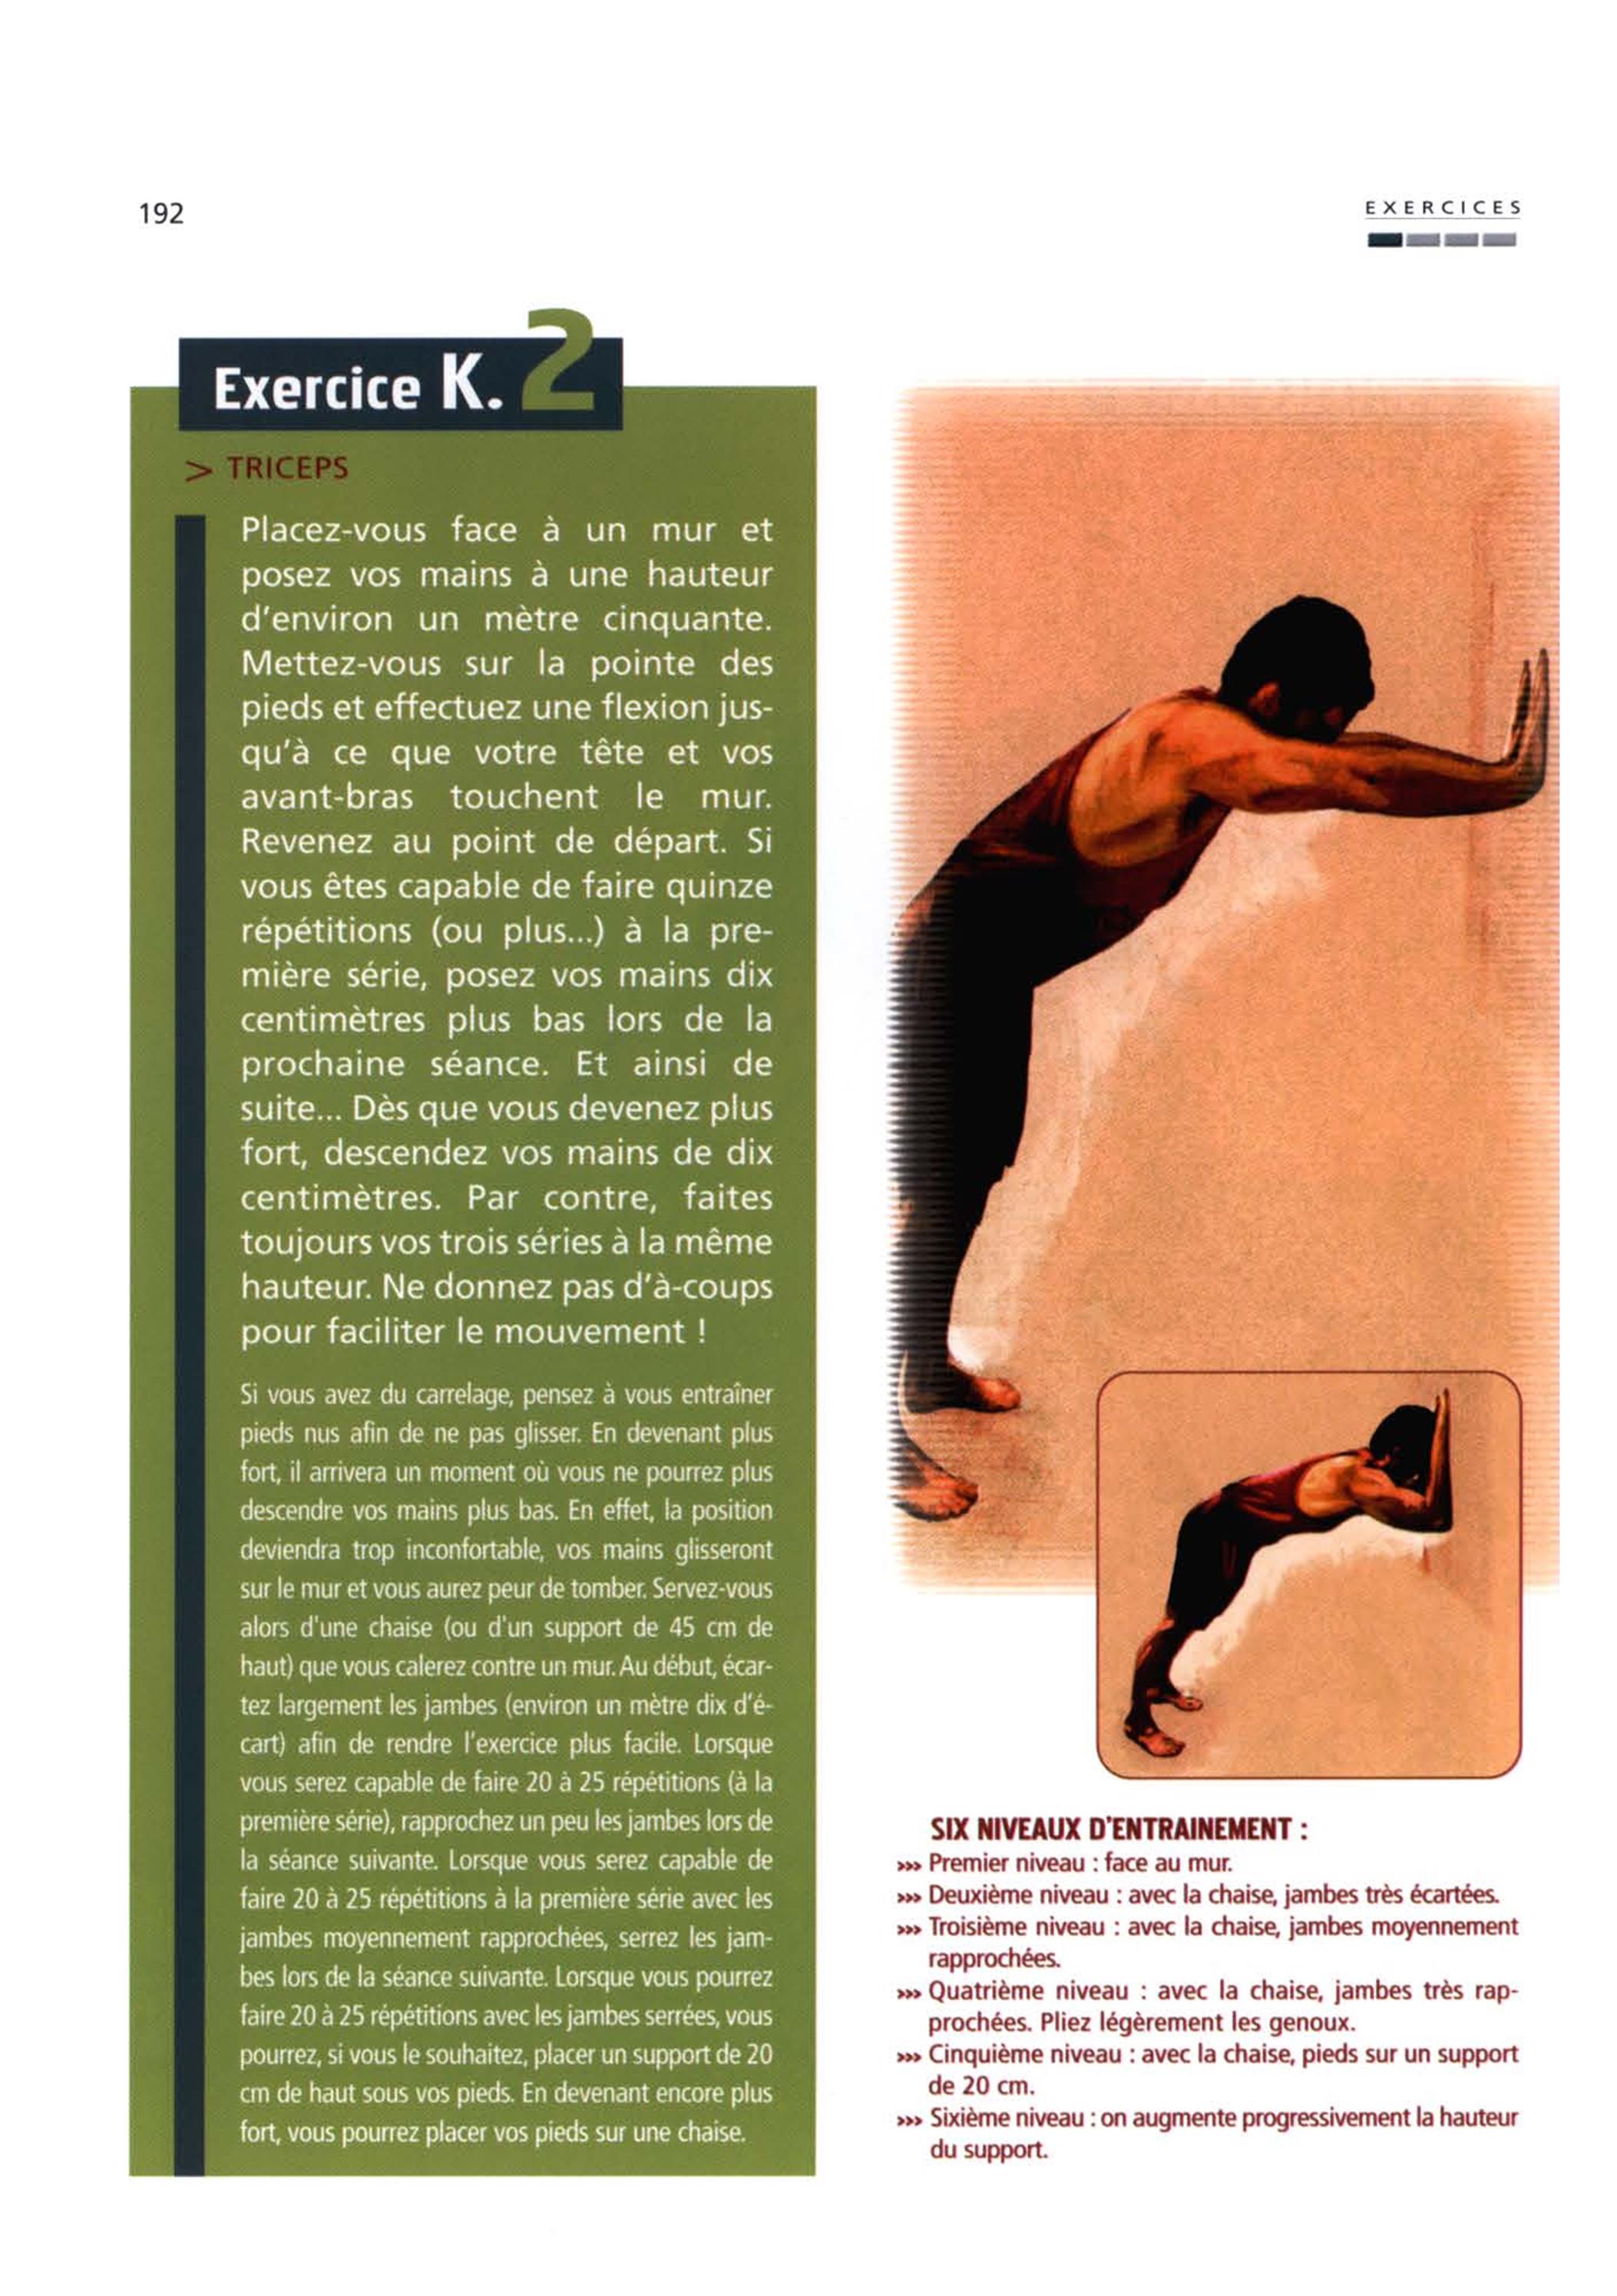 192
EXERCICES
Exercice K.2
> TRICEPS
Placez-vous face à un mur et
posez vos mains à une hauteur
d'environ un mètre cinquante.
Mettez-vous sur la pointe des
pieds et effectuez une flexion jus-
qu'à ce que votre tête et vos
avant-bras touchent le mur.
Revenez au point de départ. Si
vous êtes capable de faire quinze
répétitions (ou plus...) à la pre-
mière série, posez vos mains dix
centimètres plus bas lors de la
prochaine séance. Et ainsi de
suite... Dès que vous devenez plus
fort, descendez vos mains de dix
centimètres. Par contre, faites
toujours vos trois séries à la même
hauteur. Ne donnez pas d'à-coups
pour faciliter le mouvement !
Si vous avez du carrelage, pensez à vous entraîner
pieds nus afin de ne pas glisser. En devenant plus
fort, il arrivera un moment où vous ne pourrez plus
descendre vos mains plus bas. En effet, la position
deviendra trop inconfortable, vos mains glisseront
sur le mur et vous aurez peur de tomber. Servez-vous
alors d'une chaise (ou d'un support de 45 cm de
haut) que vous calerez contre un mur. Au début, écar-
tez largement les jambes (environ un mètre dix d'é-
cart) afin de rendre l'exercice plus facile. Lorsque
vous serez capable de faire 20 à 25 répétitions (à la
première série), rapprochez un peu les jambes lors de
la séance suivante. Lorsque vous serez capable de
faire 20 à 25 répétitions à la première série avec les
jambes moyennement rapprochées, serrez les jam-
bes lors de la séance suivante. Lorsque vous pourrez
faire 20 à 25 répétitions avec les jambes serrées, vous
pourrez, si vous le souhaitez, placer un support de 20
cm de haut sous vos pieds. En devenant encore plus
fort, vous pourrez placer vos pieds sur une chaise.
SIX NIVEAUX D'ENTRAINEMENT :
»» Premier niveau : face au mur.
»» Deuxième niveau : avec la chaise, jambes très écartées.
»» Troisième niveau : avec la chaise, jambes moyennement
rapprochées.
»» Quatrième niveau : avec la chaise, jambes très rap-
prochées. Pliez légèrement les genoux.
»» Cinquième niveau : avec la chaise, pieds sur un support
de 20 cm.
»» Sixième niveau : on augmente progressivement la hauteur
du support.